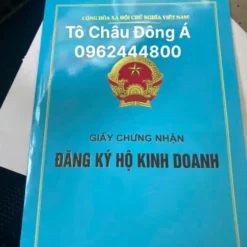 CỘNG HÒA XÃ HỘI CHỦ NGHĨA VIỆT NAM
Tô Châu Đông Á
0962444800
GIẤY CHỨNG NHẬN
ĐĂNG KÝ HỘ KINH DOANH